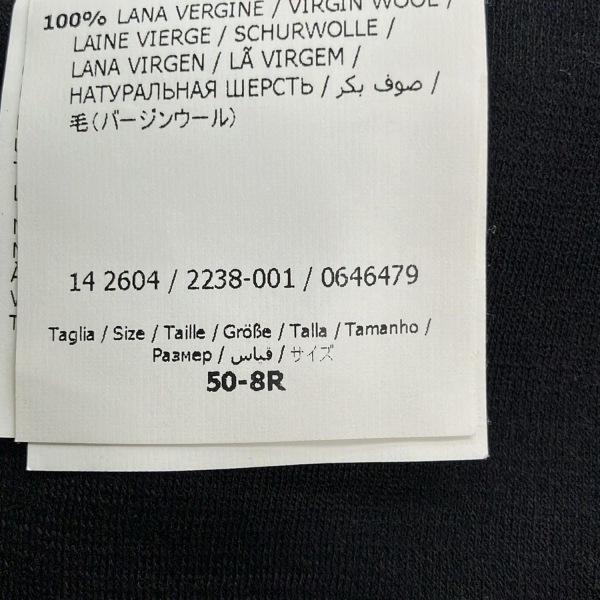 100% LANA VERGINE / VIRGIN WOOL /
LAINE VIERGE / SCHURWOLLE /
LANA VIRGEN / LÃ VIRGEM /
НАТУРАЛЬНАЯ ШЕРСТЬ / صوف بكر /
毛(バージンウール)
14 2604 / 2238-001 / 0646479
Taglia / Size / Taille / Größe / Talla / Tamanho /
Размер / قياس / サイズ
50-8R